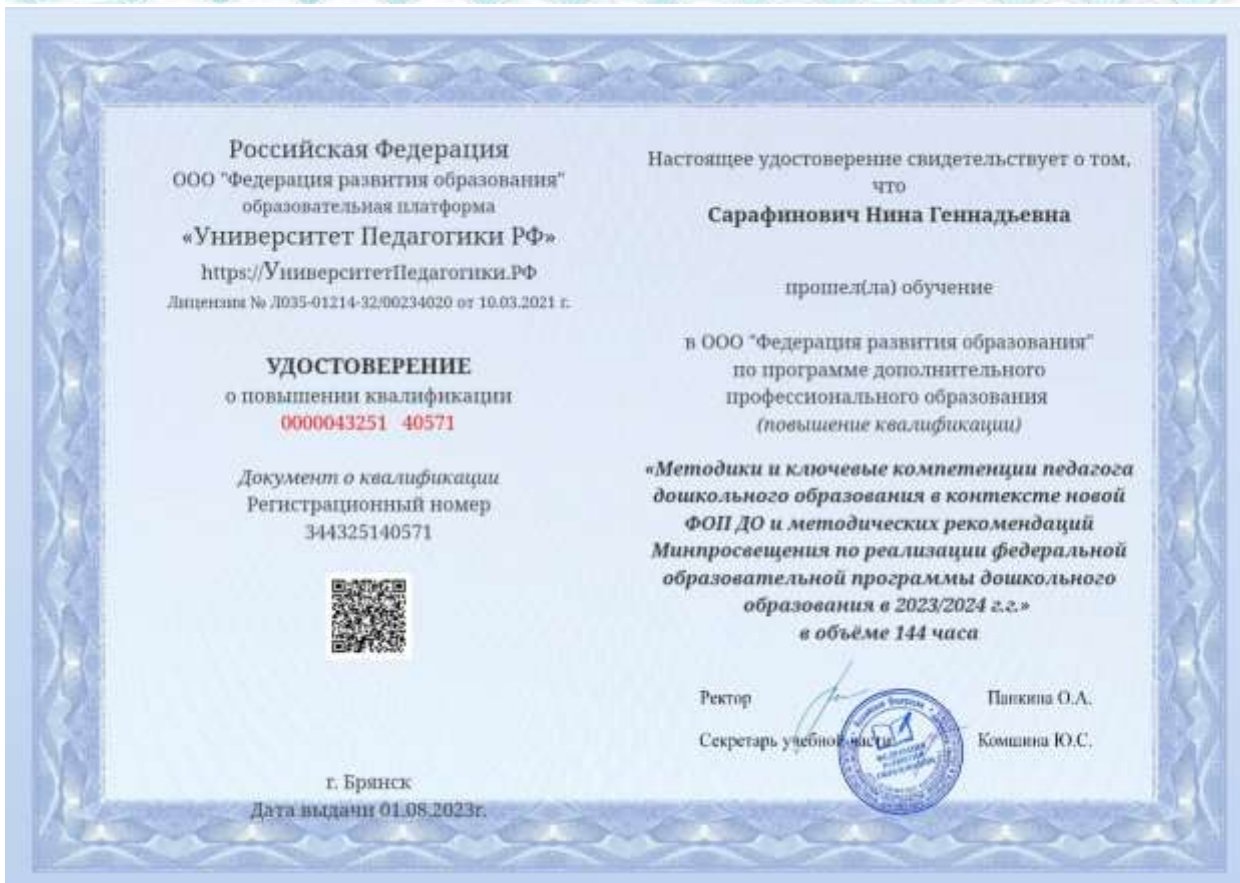 Российская Федерация
ООО "Федерация развития образования"
образовательная платформа
«Университет Педагогики РФ»
https://УниверситетПедагогики.РФ
Лицензия № Л035-01214-32/00234020 от 10.03.2021 г.
УДОСТОВЕРЕНИЕ
о повышении квалификации
0000043251 40571
Документ о квалификации
Регистрационный номер
344325140571
г. Брянск
Дата выдачи 01.08.2023г.
Настоящее удостоверение свидетельствует о том,
что
Сарафинович Нина Геннадьевна
прошел(ла) обучение
в ООО "Федерация развития образования"
по программе дополнительного
профессионального образования
(повышение квалификации)
«Методики и ключевые компетенции педагога
дошкольного образования в контексте новой
ФОП ДО и методических рекомендаций
Минпросвещения по реализации федеральной
образовательной программы дошкольного
образования в 2023/2024 г.г.»
в объёме 144 часа
Ректор Панкина О.А.
Секретарь учебной части Комшина Ю.С.
ФЕДЕРАЦИЯ
РАЗВИТИЯ
ОБРАЗОВАНИЯ